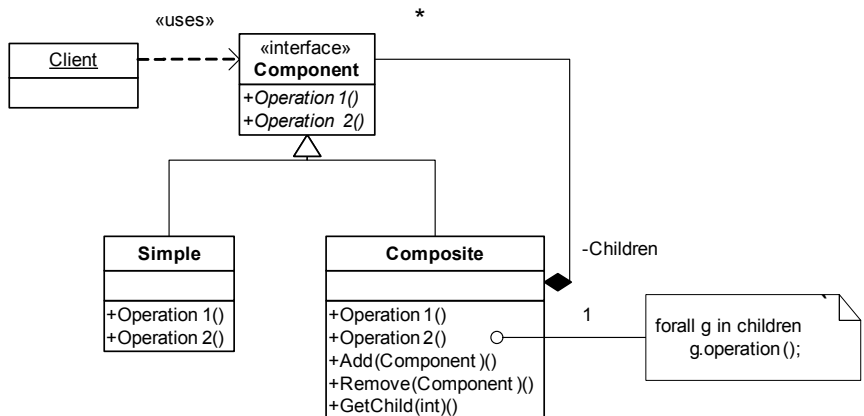 «uses»
*
Client
«interface»
Component
+Operation 1()
+Operation 2()
Simple
+Operation 1()
+Operation 2()
Composite
+Operation 1()
+Operation 2()
+Add(Component)()
+Remove(Component)()
+GetChild(int)()
-Children
1
forall g in children
g.operation();